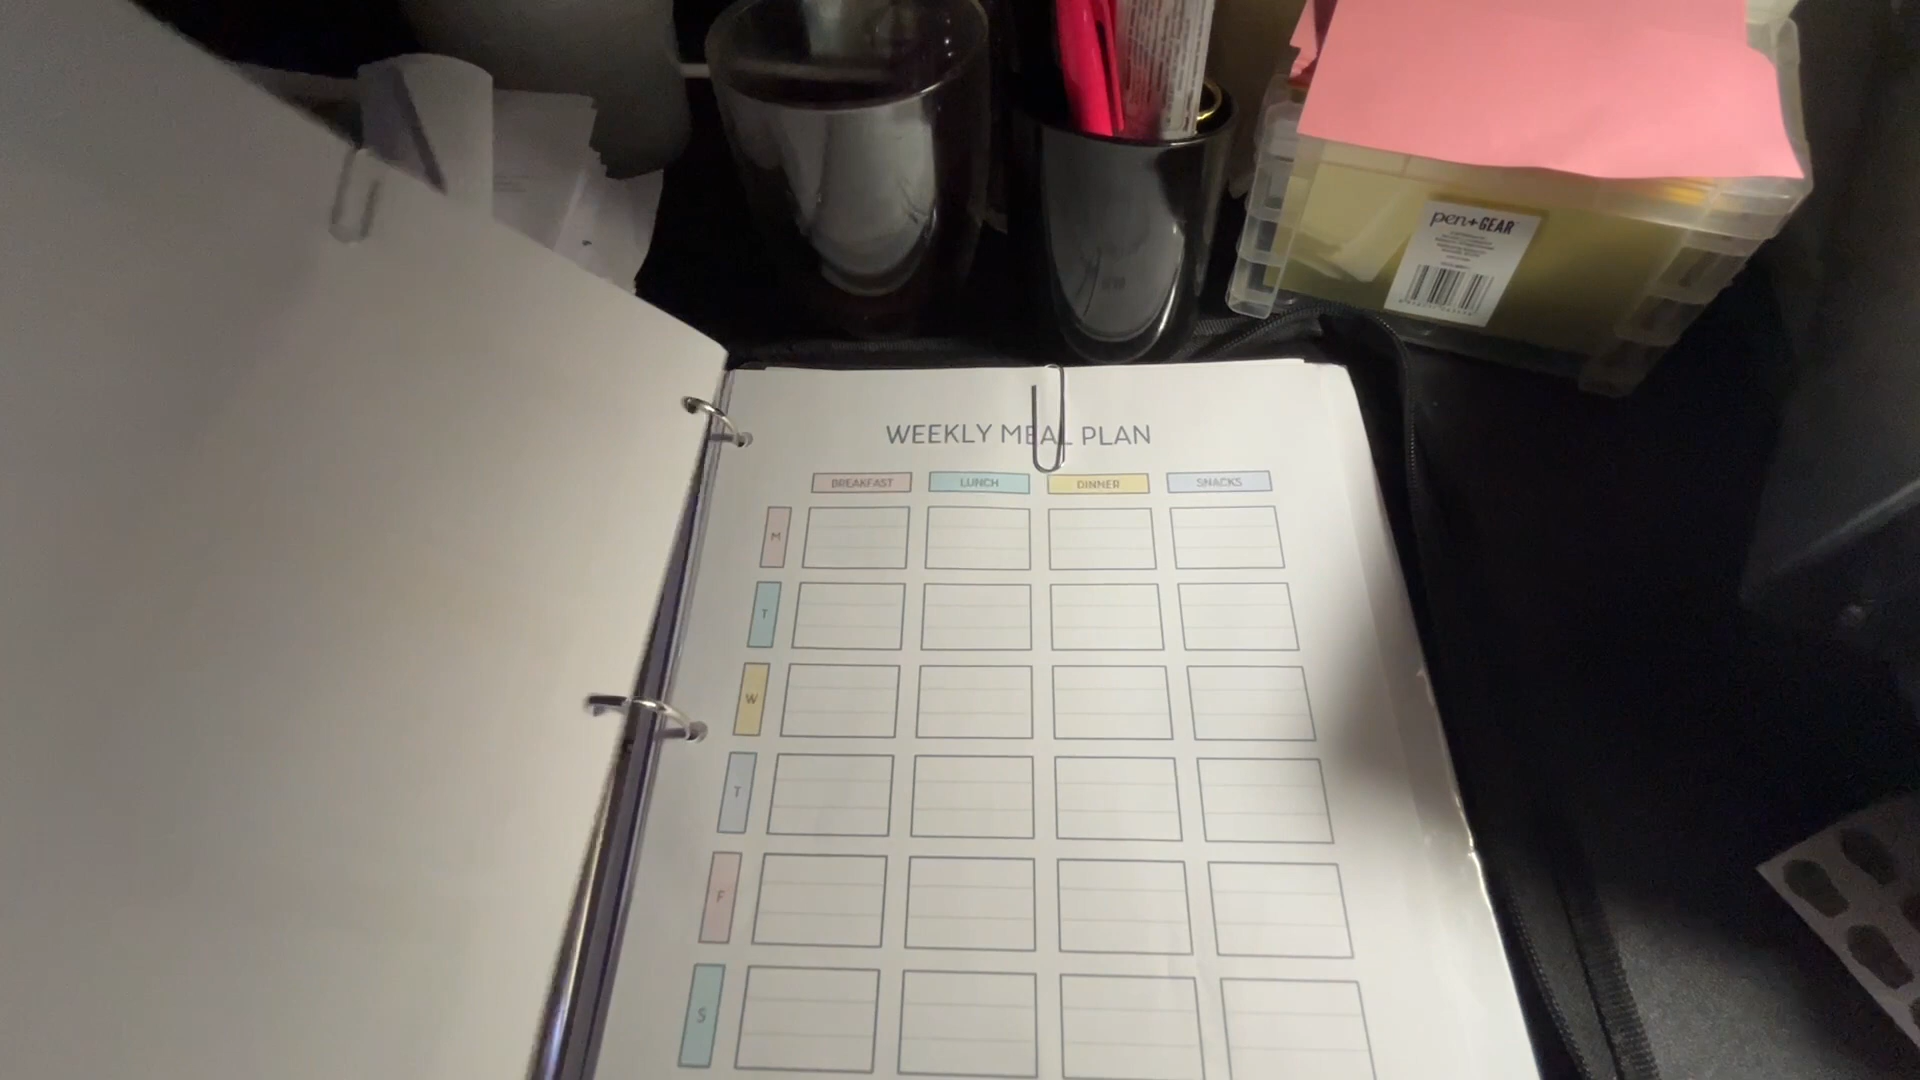 pen+GEAR
WEEKLY MEAL PLAN
BREAKFAST LUNCH DINNER SNACKS
M
T
W
T
F
S